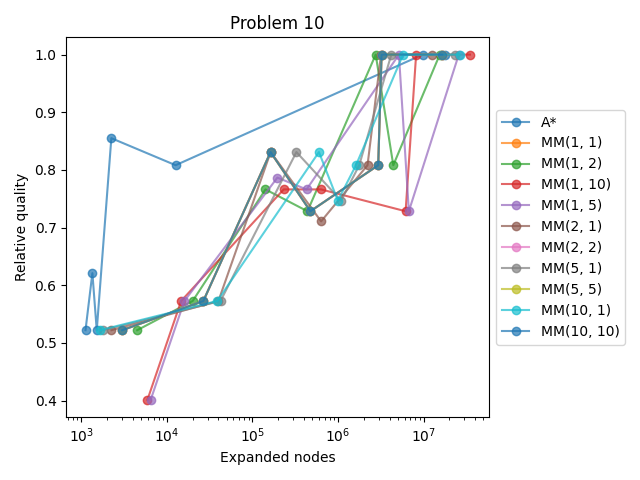 Problem 10
Relative quality
1.0
0.9
0.8
0.7
0.6
0.5
0.4
10³
10⁴
10⁵
10⁶
10⁷
Expanded nodes
A*
MM(1, 1)
MM(1, 2)
MM(1, 10)
MM(1, 5)
MM(2, 1)
MM(2, 2)
MM(5, 1)
MM(5, 5)
MM(10, 1)
MM(10, 10)